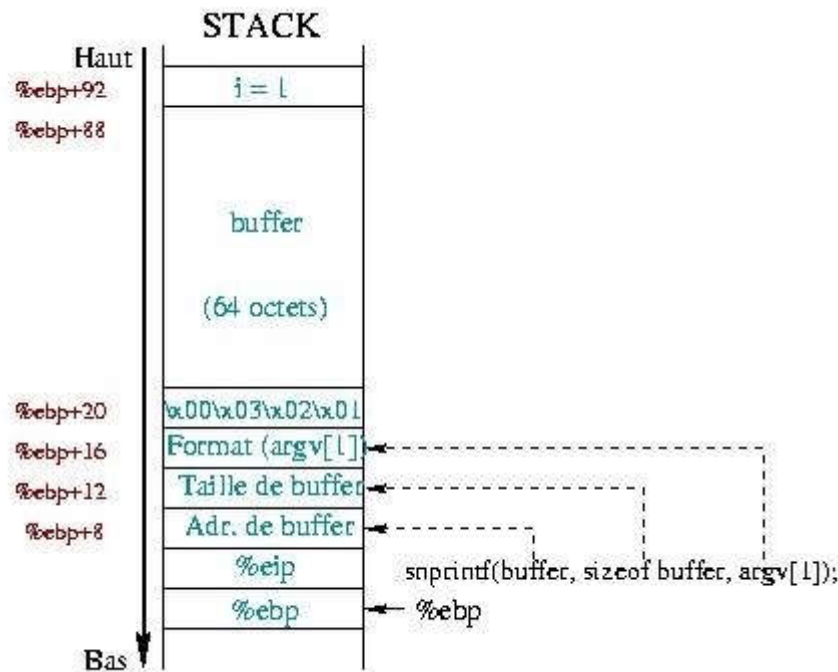 STACK
Haut
%ebp+92 i = 1
%ebp+88
buffer
(64 octets)
%ebp+20 \x00\x03\x02\x01
%ebp+16 Format (argv[1])
%ebp+12 Taille de buffer
%ebp+8 Adr. de buffer
%eip snprintf(buffer, sizeof buffer, argv[1]);
%ebp %ebp
Bas